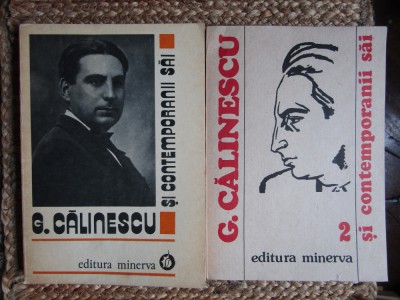 și contemporanii săi
G. CĂLINESCU
editura minerva
G. CĂLINESCU
2
și contemporanii săi
editura minerva